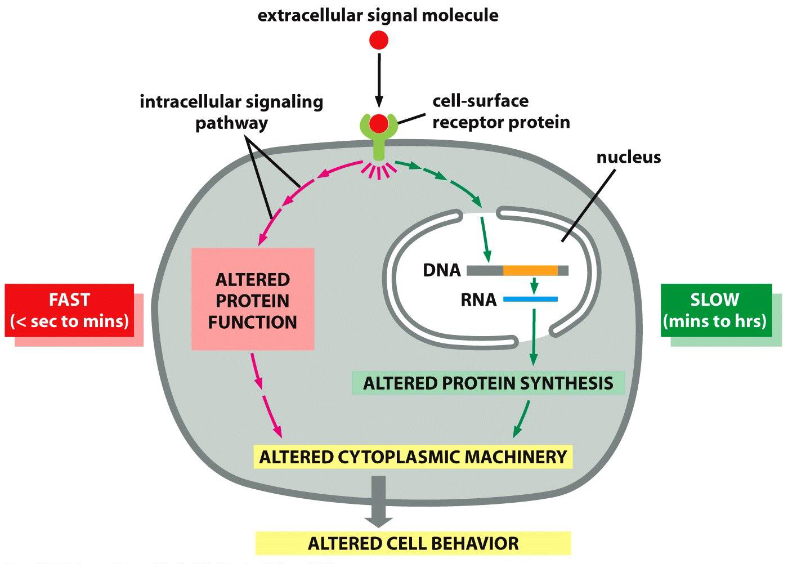 extracellular signal molecule
intracellular signaling
pathway
cell-surface
receptor protein
nucleus
FAST
(< sec to mins)
ALTERED
PROTEIN
FUNCTION
DNA
RNA
SLOW
(mins to hrs)
ALTERED PROTEIN SYNTHESIS
ALTERED CYTOPLASMIC MACHINERY
ALTERED CELL BEHAVIOR